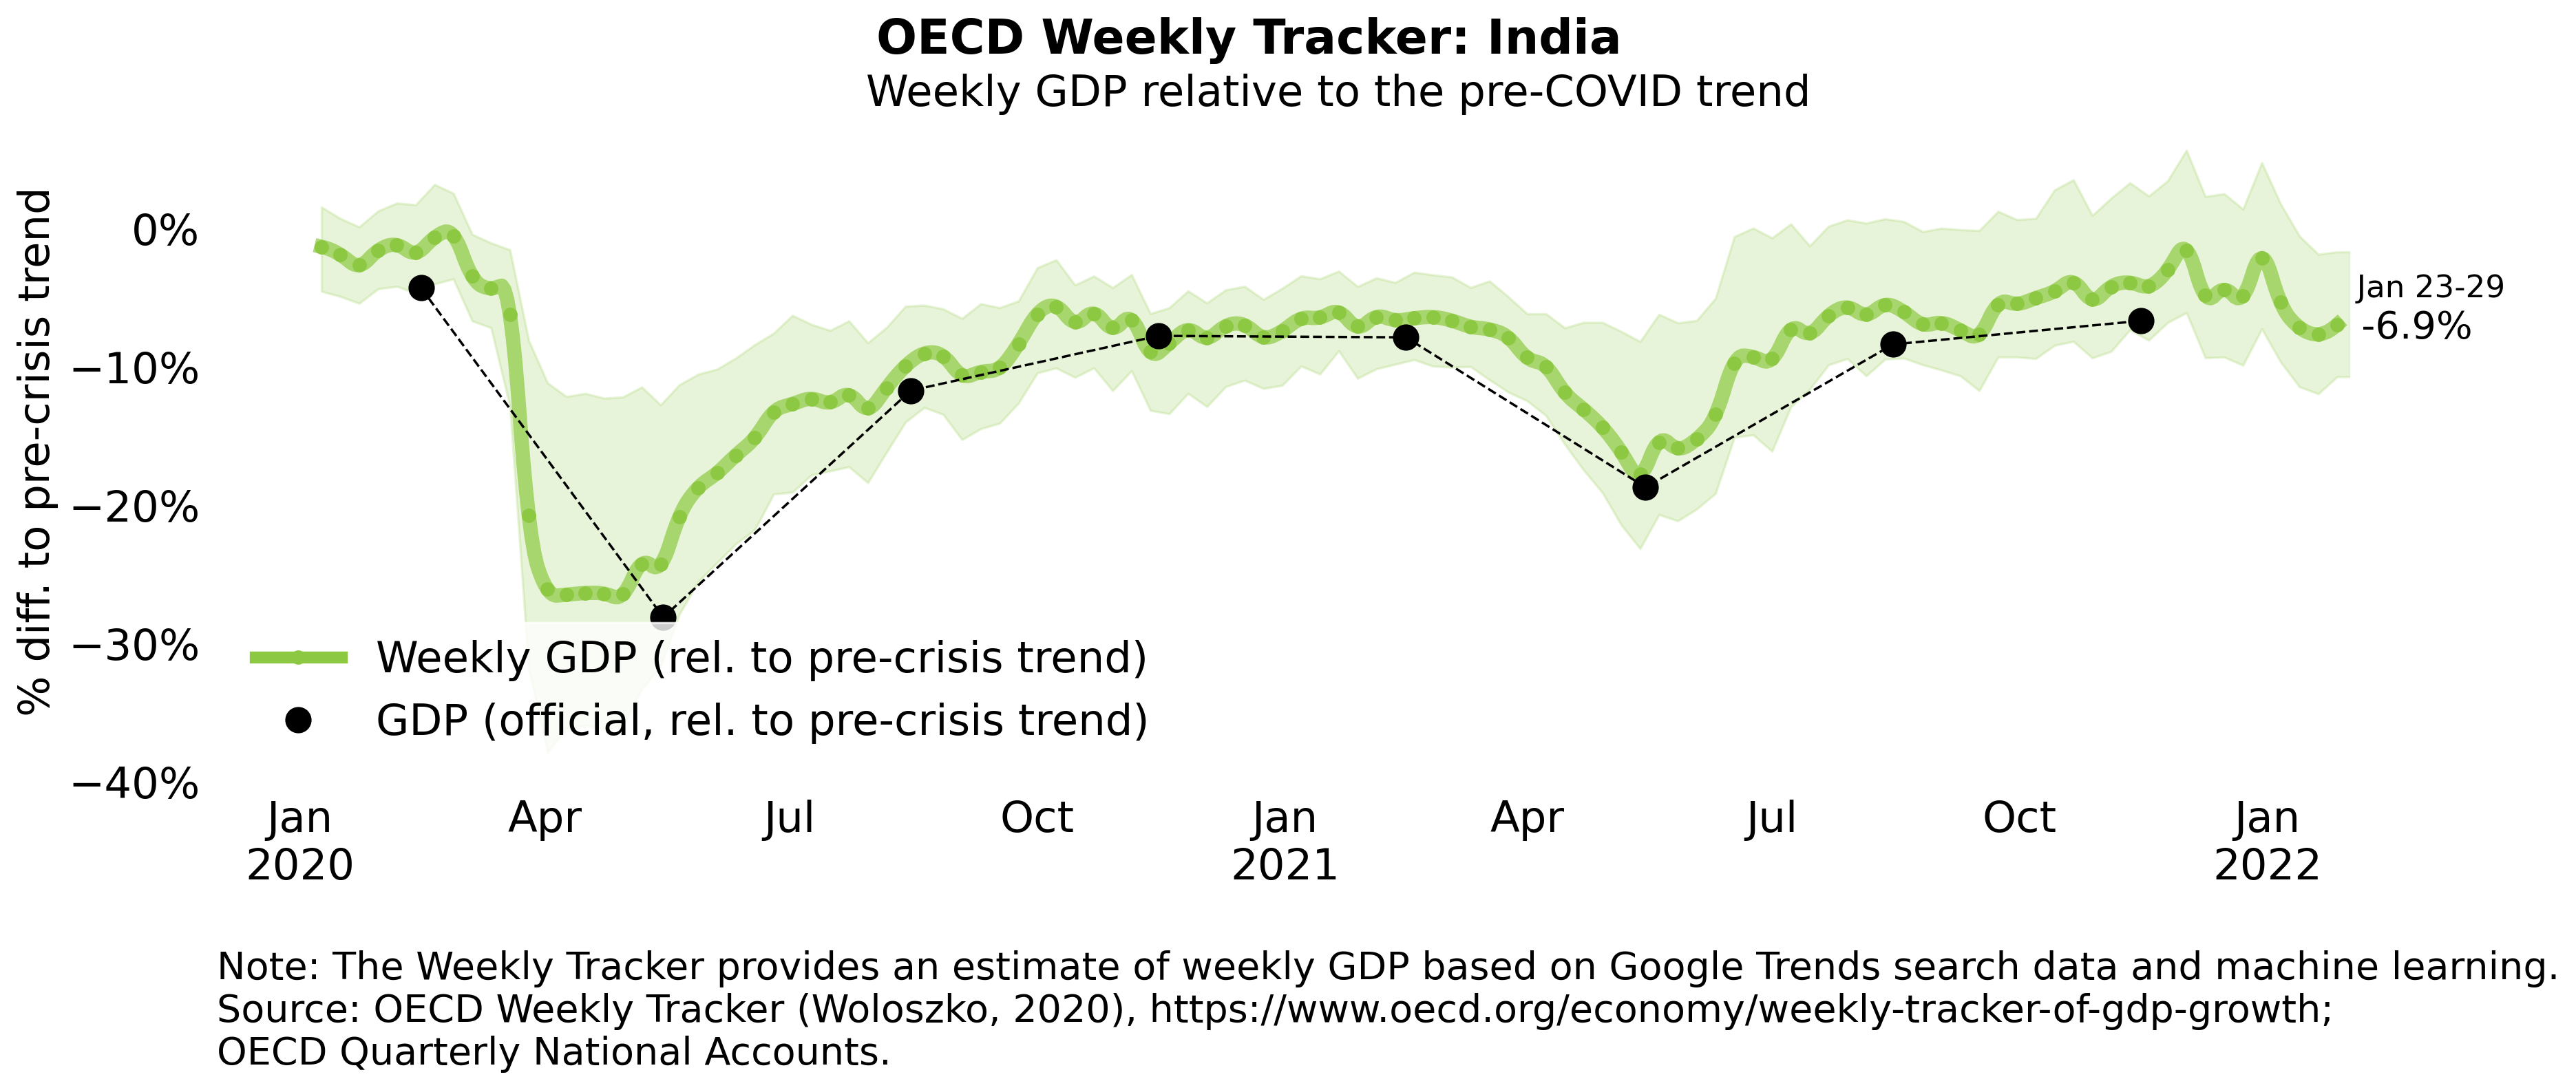 OECD Weekly Tracker: India
Weekly GDP relative to the pre-COVID trend
% diff. to pre-crisis trend
0%
−10%
−20%
−30%
−40%
Jan 23-29
-6.9%
Weekly GDP (rel. to pre-crisis trend)
GDP (official, rel. to pre-crisis trend)
Jan Apr Jul Oct Jan Apr Jul Oct Jan
2020 2021 2022
Note: The Weekly Tracker provides an estimate of weekly GDP based on Google Trends search data and machine learning.
Source: OECD Weekly Tracker (Woloszko, 2020), https://www.oecd.org/economy/weekly-tracker-of-gdp-growth;
OECD Quarterly National Accounts.